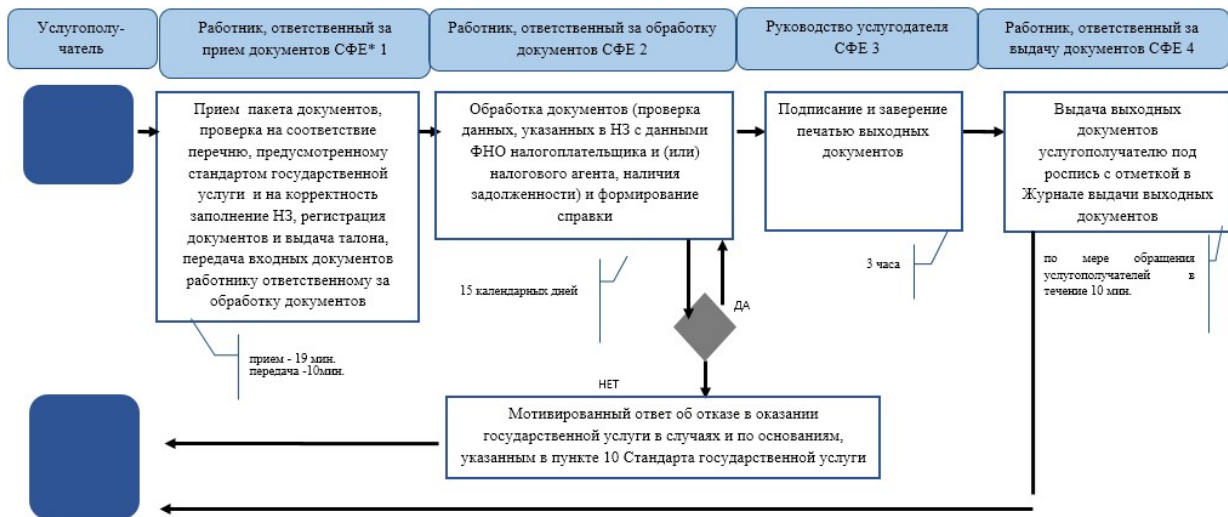 Услугополу-
чатель
Работник, ответственный за
прием документов СФЕ* 1
Работник, ответственный за обработку
документов СФЕ 2
Руководство услугодателя
СФЕ 3
Работник, ответственный за
выдачу документов СФЕ 4
Прием пакета документов,
проверка на соответствие
перечню, предусмотренному
стандартом государственной
услуги и на корректность
заполнение НЗ, регистрация
документов и выдача талона,
передача входных документов
работнику ответственному за
обработку документов
Обработка документов (проверка
данных, указанных в НЗ с данными
ФНО налогоплательщика и (или)
налогового агента, наличия
задолженности) и формирование
справки
Подписание и заверение
печатью выходных
документов
Выдача выходных
документов
услугополучателю под
роспись с отметкой в
Журнале выдачи выходных
документов
прием - 19 мин.
передача -10мин.
15 календарных дней
3 часа
по мере обращения
услугополучателей в
течение 10 мин.
ДА
НЕТ
Мотивированный ответ об отказе в оказании
государственной услуги в случаях и по основаниям,
указанным в пункте 10 Стандарта государственной услуги